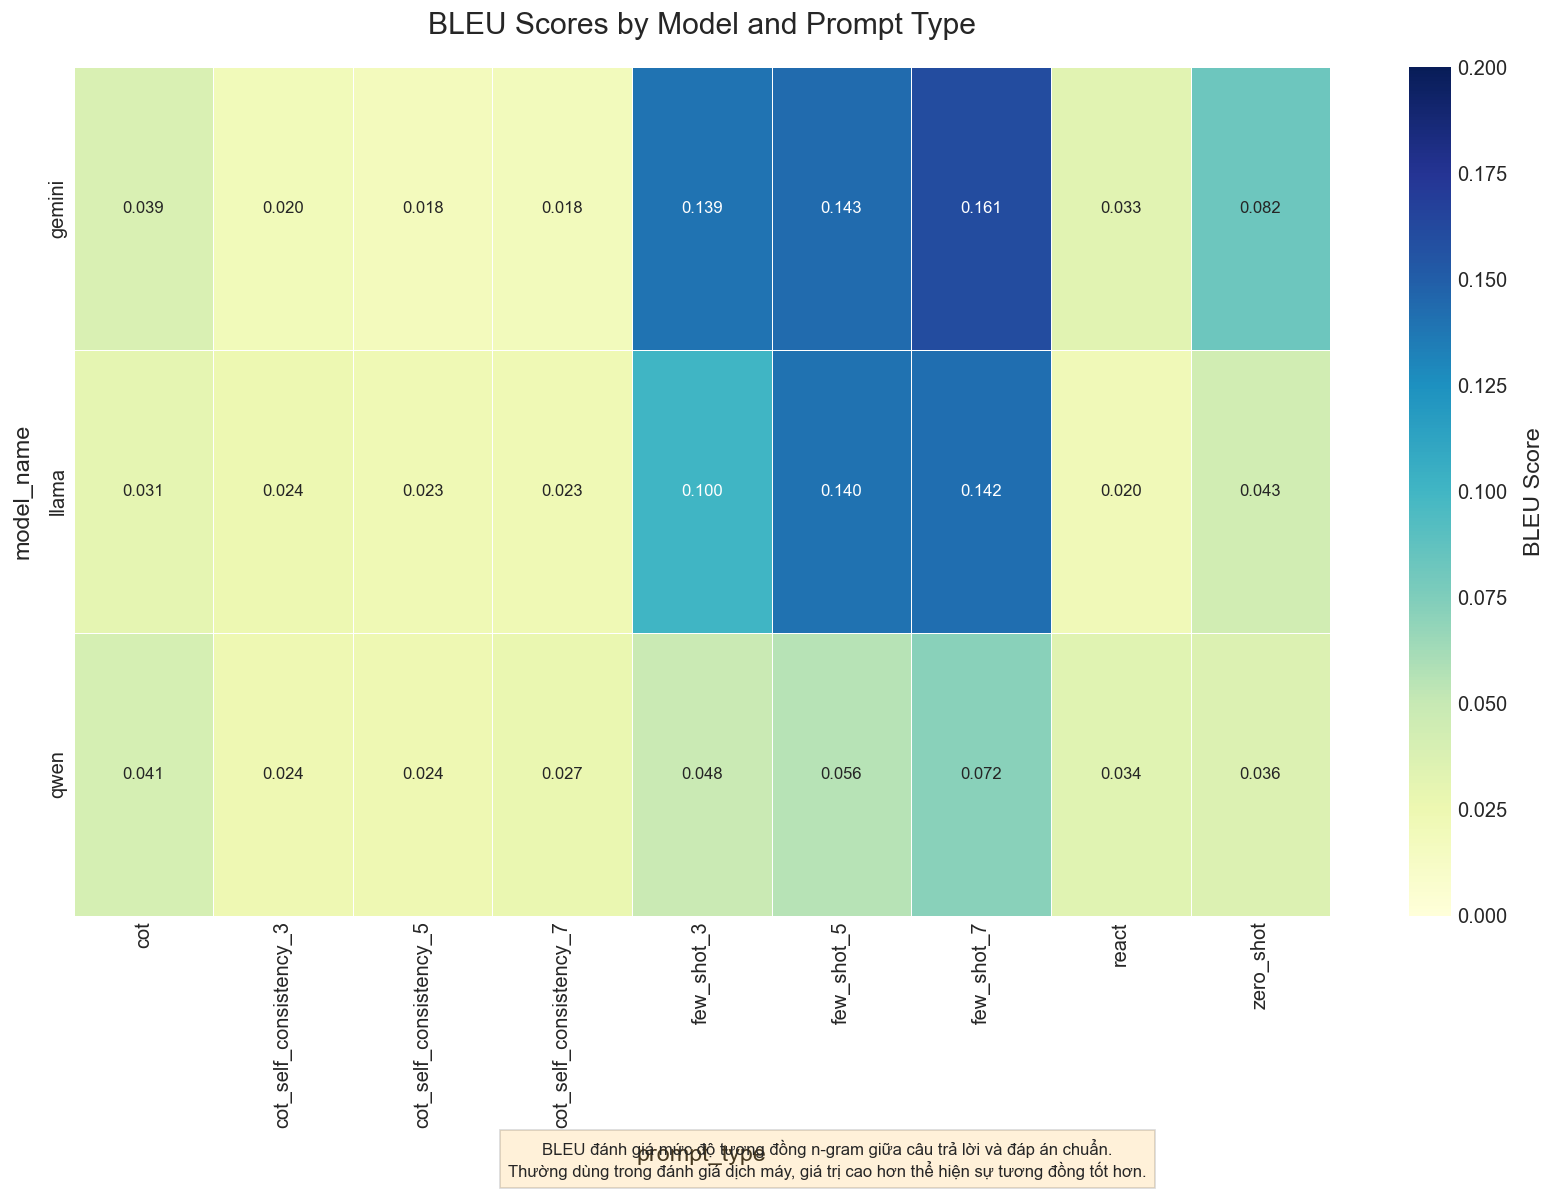 BLEU Scores by Model and Prompt Type
model_name
gemini
0.039 0.020 0.018 0.018 0.139 0.143 0.161 0.033 0.082
llama
0.031 0.024 0.023 0.023 0.100 0.140 0.142 0.020 0.043
qwen
0.041 0.024 0.024 0.027 0.048 0.056 0.072 0.034 0.036
cot
cot_self_consistency_3
cot_self_consistency_5
cot_self_consistency_7
few_shot_3
few_shot_5
few_shot_7
react
zero_shot
prompt_type
0.200
0.175
0.150
0.125
0.100
0.075
0.050
0.025
0.000
BLEU Score
BLEU đánh giá mức độ tương đồng n-gram giữa câu trả lời và đáp án chuẩn.
Thường dùng trong đánh giá dịch máy, giá trị cao hơn thể hiện sự tương đồng tốt hơn.